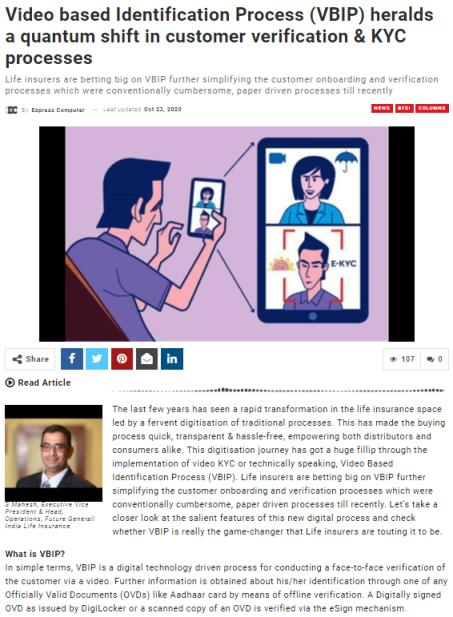 Video based Identification Process (VBIP) heralds
a quantum shift in customer verification & KYC
processes
Life insurers are betting big on VBIP further simplifying the customer onboarding and verification
processes which were conventionally cumbersome, paper driven processes till recently
EC By Express Computer — Last updated Oct 23, 2020 NEWS BFSI COLUMNS
E-KYC
Share 107 0
Read Article
The last few years has seen a rapid transformation in the life insurance space
led by a fervent digitisation of traditional processes. This has made the buying
process quick, transparent & hassle-free, empowering both distributors and
consumers alike. This digitisation journey has got a huge fillip through the
implementation of video KYC or technically speaking, Video Based
Identification Process (VBIP). Life insurers are betting big on VBIP further
simplifying the customer onboarding and verification processes which were
conventionally cumbersome, paper driven processes till recently. Let's take a
closer look at the salient features of this new digital process and check
whether VBIP is really the game-changer that Life insurers are touting it to be.
S Mahesh, Executive Vice
President & Head,
Operations, Future Generali
India Life Insurance
What is VBIP?
In simple terms, VBIP is a digital technology driven process for conducting a face-to-face verification of
the customer via a video. Further information is obtained about his/her identification through one of any
Officially Valid Documents (OVDs) like Aadhaar card by means of offline verification. A Digitally signed
OVD as issued by DigiLocker or a scanned copy of an OVD is verified via the eSign mechanism.